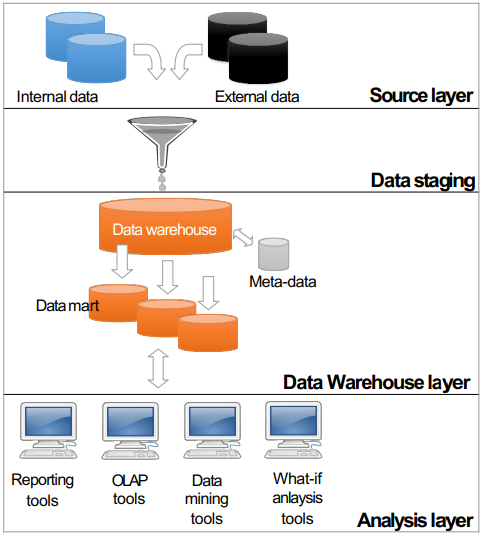 Internal data
External data
Source layer
Data staging
Data warehouse
Meta-data
Data mart
Data Warehouse layer
Reporting
tools
OLAP
tools
Data
mining
tools
What-if
anlaysis
tools
Analysis layer